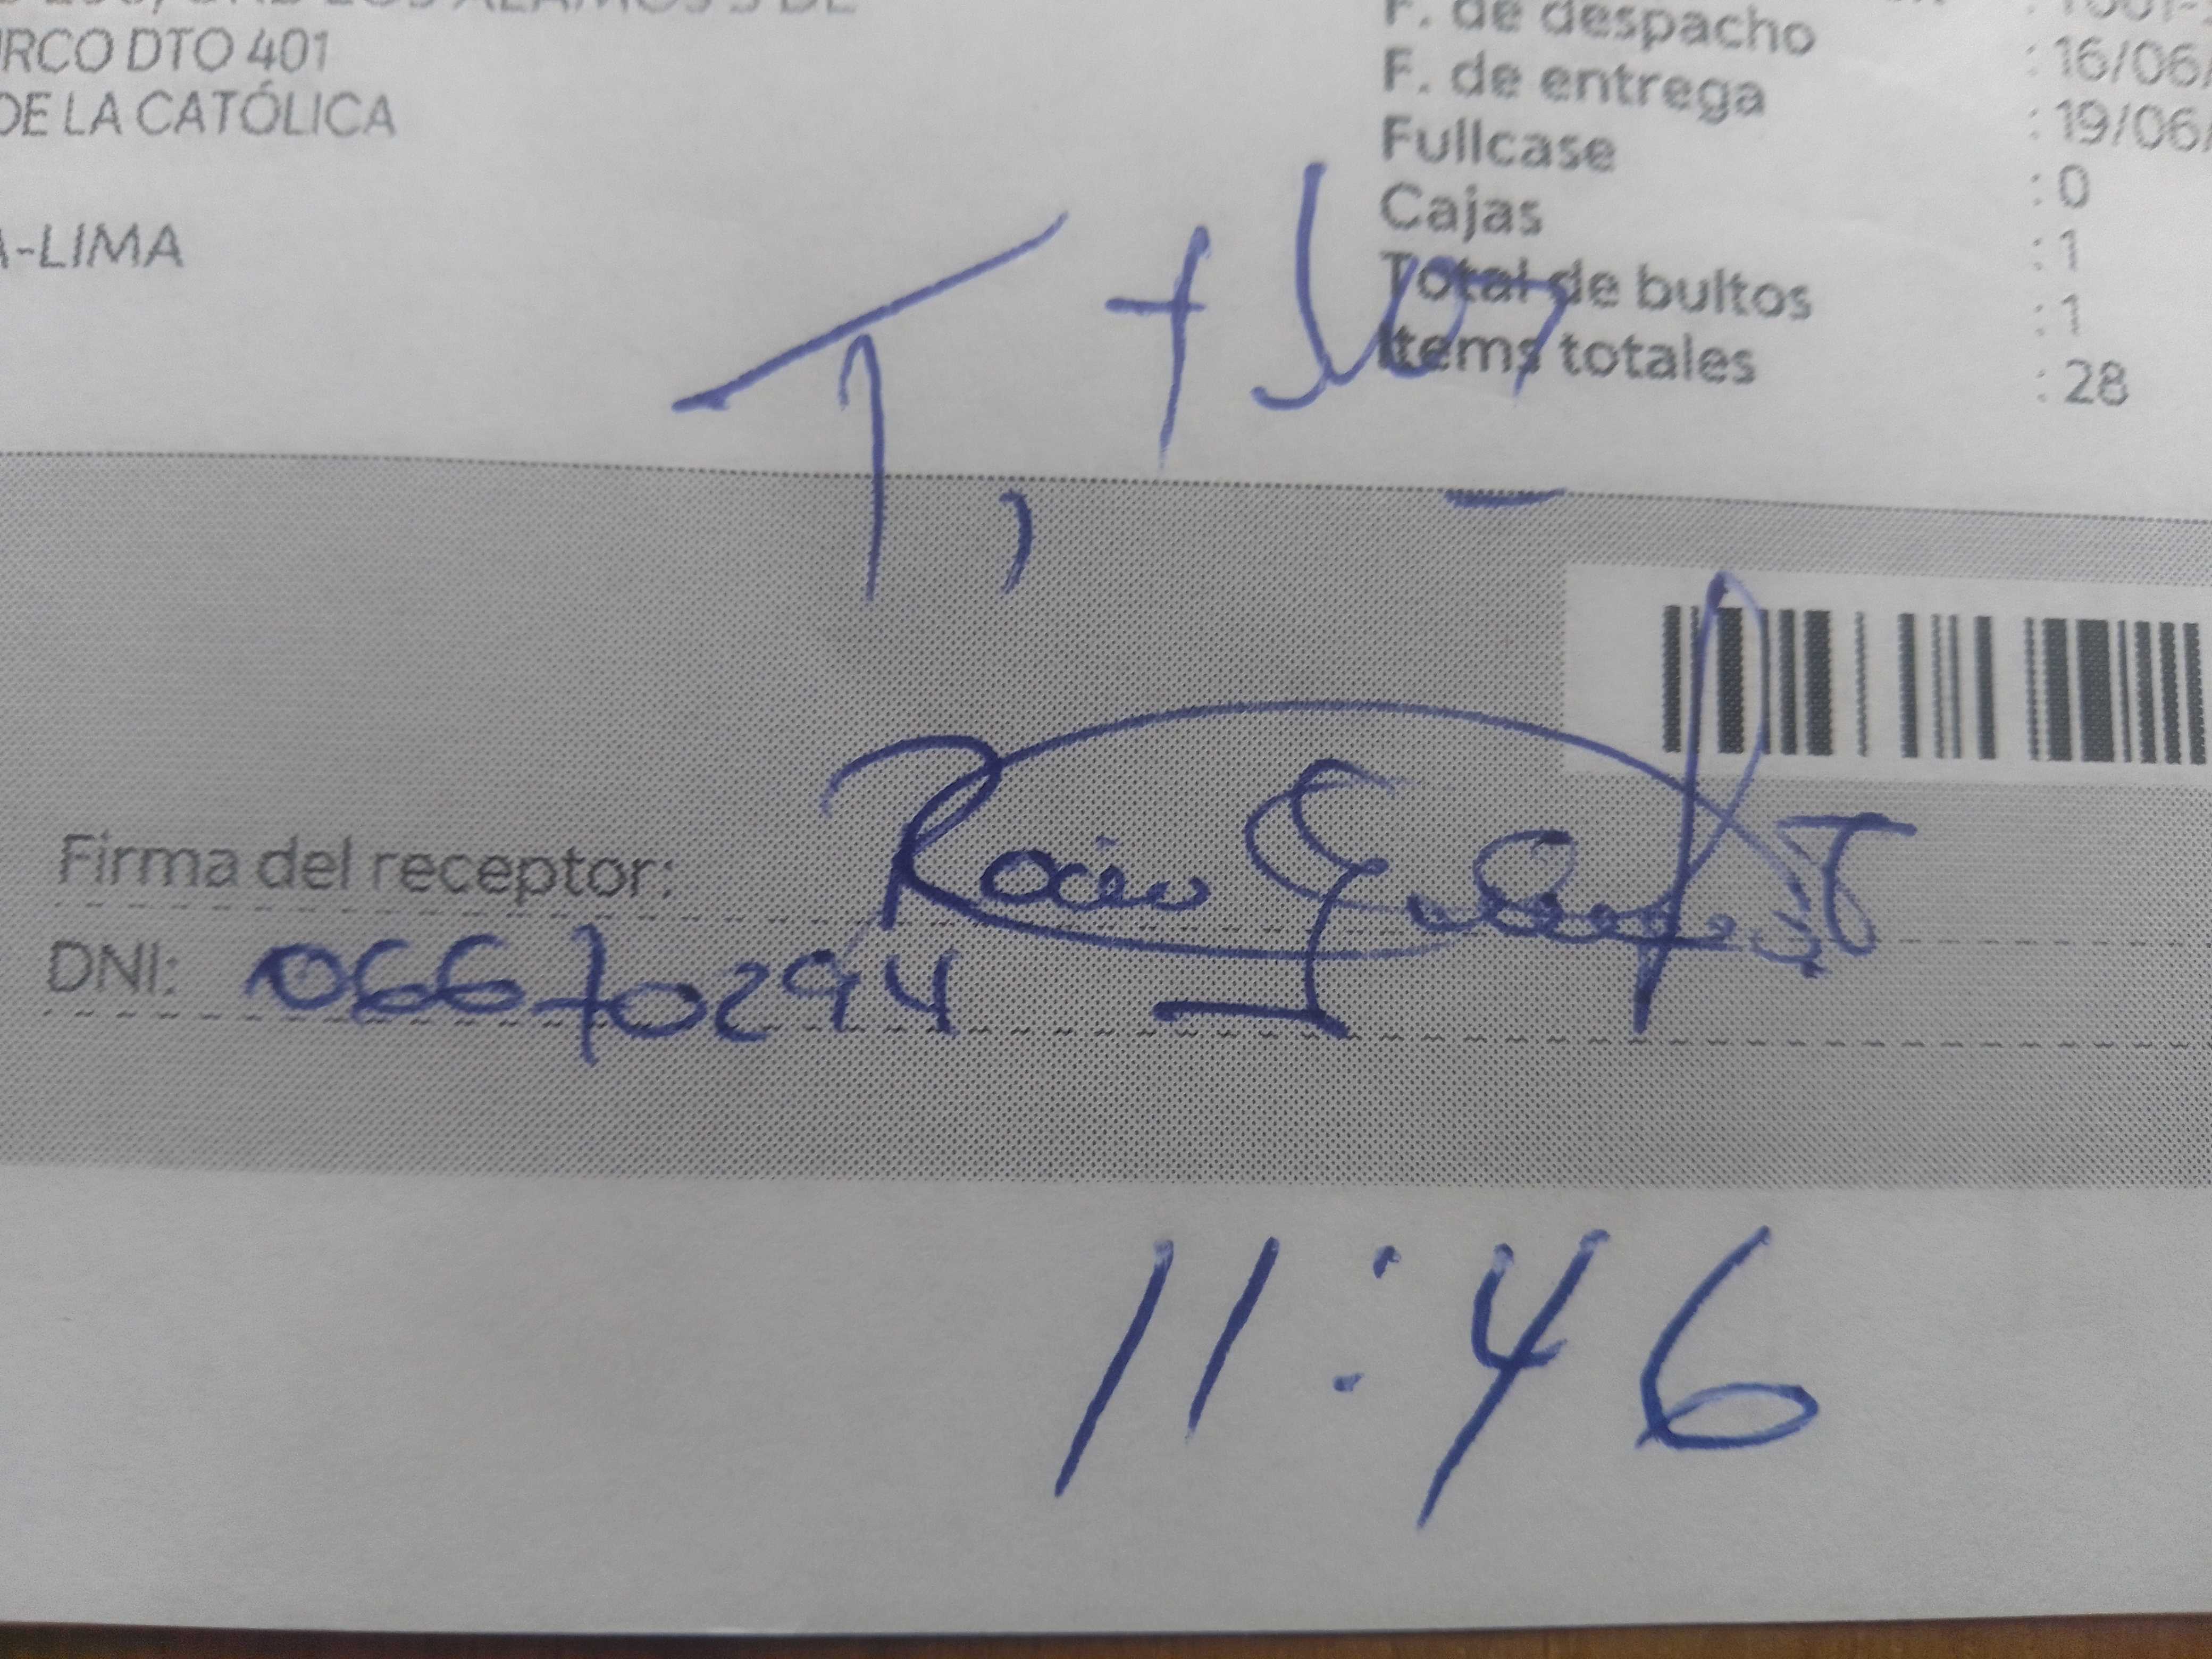 RCO DTO 401
DE LA CATÓLICA
-LIMA
F. de despacho : 16/06/
F. de entrega : 19/06/
Fullcase : 0
Cajas : 1
Total de bultos : 1
Items totales : 28
Firma del receptor: Rocio
DNI: 06670294
11:46